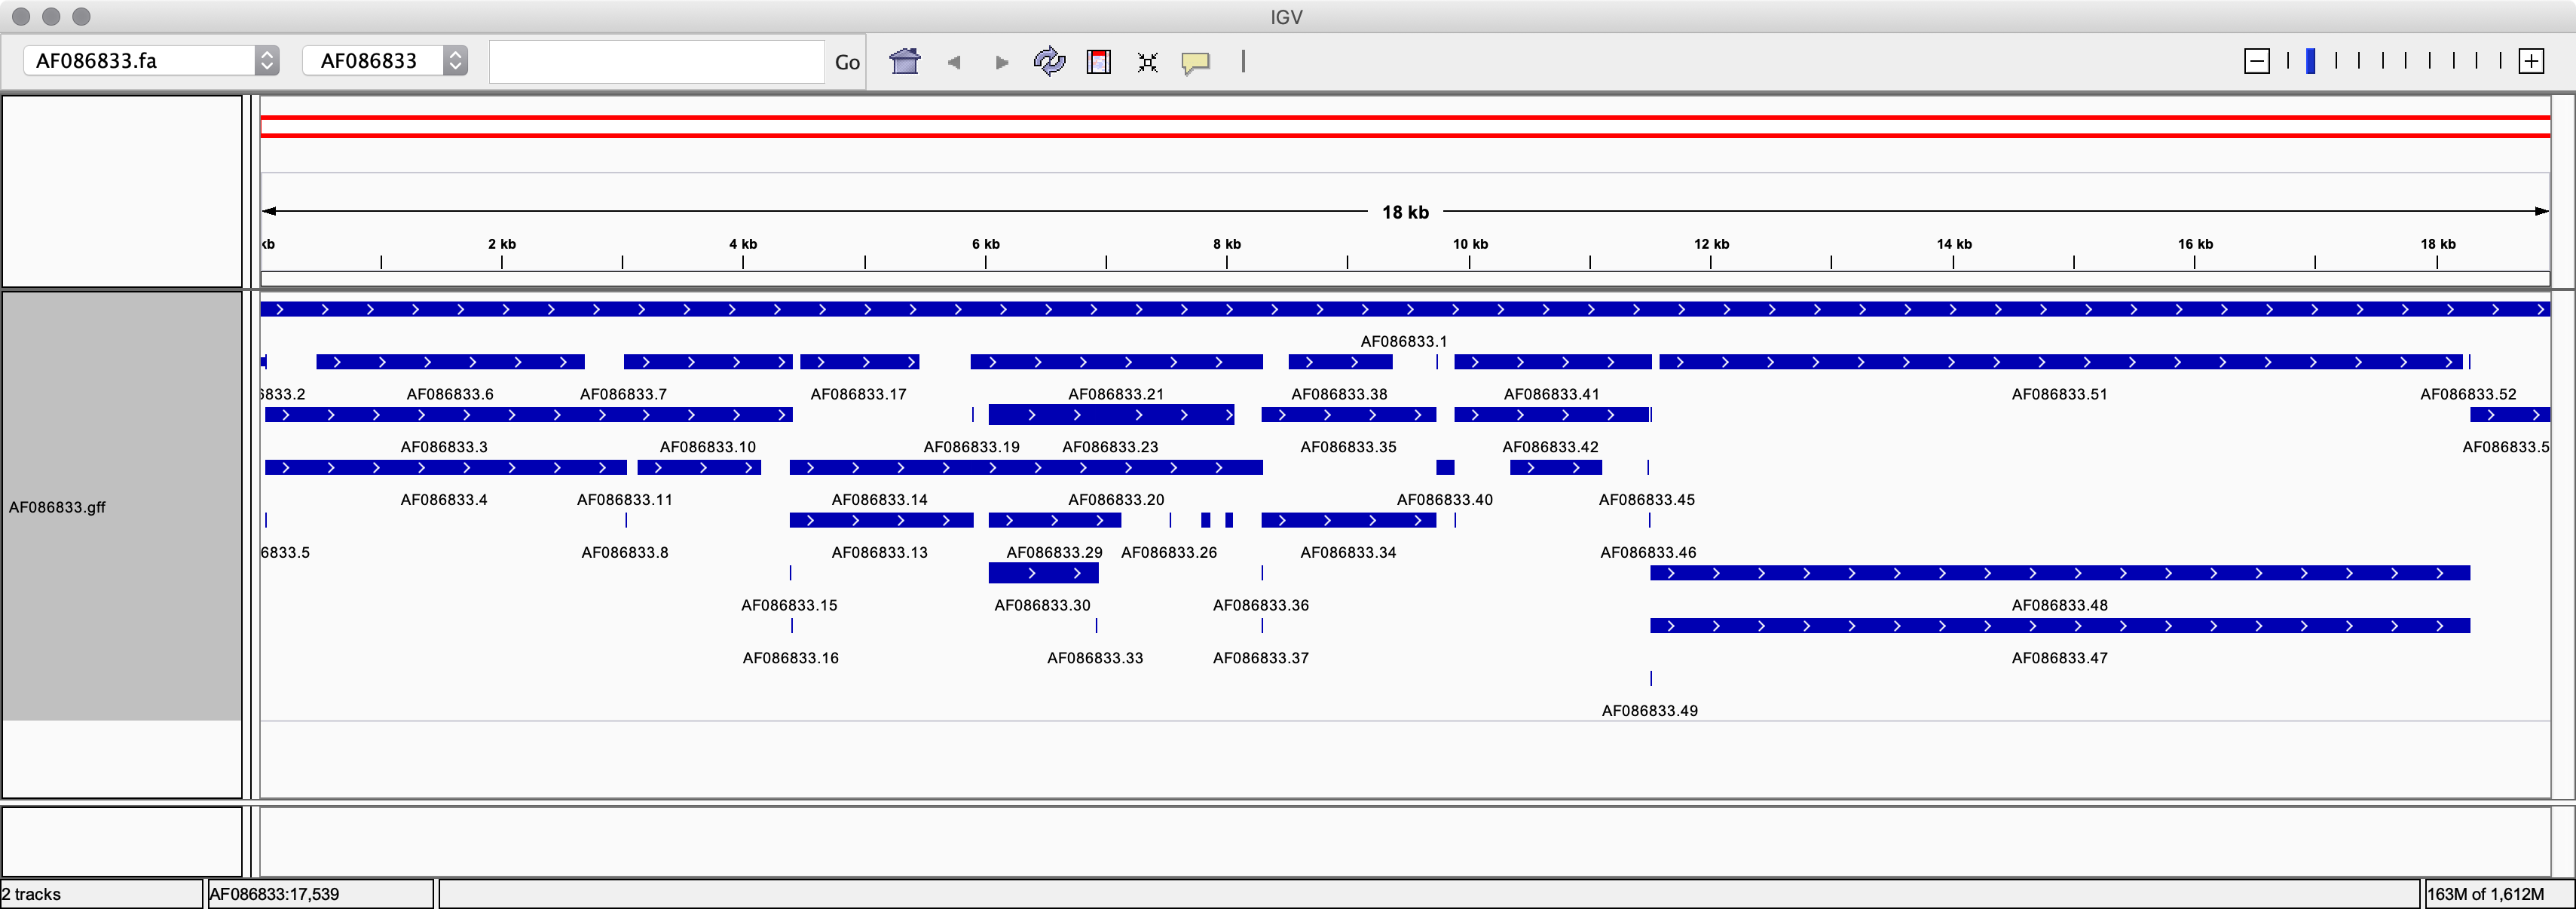 IGV
AF086833.fa AF086833 Go
18 kb
kb 2 kb 4 kb 6 kb 8 kb 10 kb 12 kb 14 kb 16 kb 18 kb
AF086833.1
6833.2 AF086833.6 AF086833.7 AF086833.17 AF086833.21 AF086833.38 AF086833.41 AF086833.51 AF086833.52
AF086833.3 AF086833.10 AF086833.19 AF086833.23 AF086833.35 AF086833.42 AF086833.5
AF086833.4 AF086833.11 AF086833.14 AF086833.20 AF086833.40 AF086833.45
AF086833.gff
6833.5 AF086833.8 AF086833.13 AF086833.29 AF086833.26 AF086833.34 AF086833.46
AF086833.15 AF086833.30 AF086833.36 AF086833.48
AF086833.16 AF086833.33 AF086833.37 AF086833.47
AF086833.49
2 tracks AF086833:17,539 163M of 1,612M